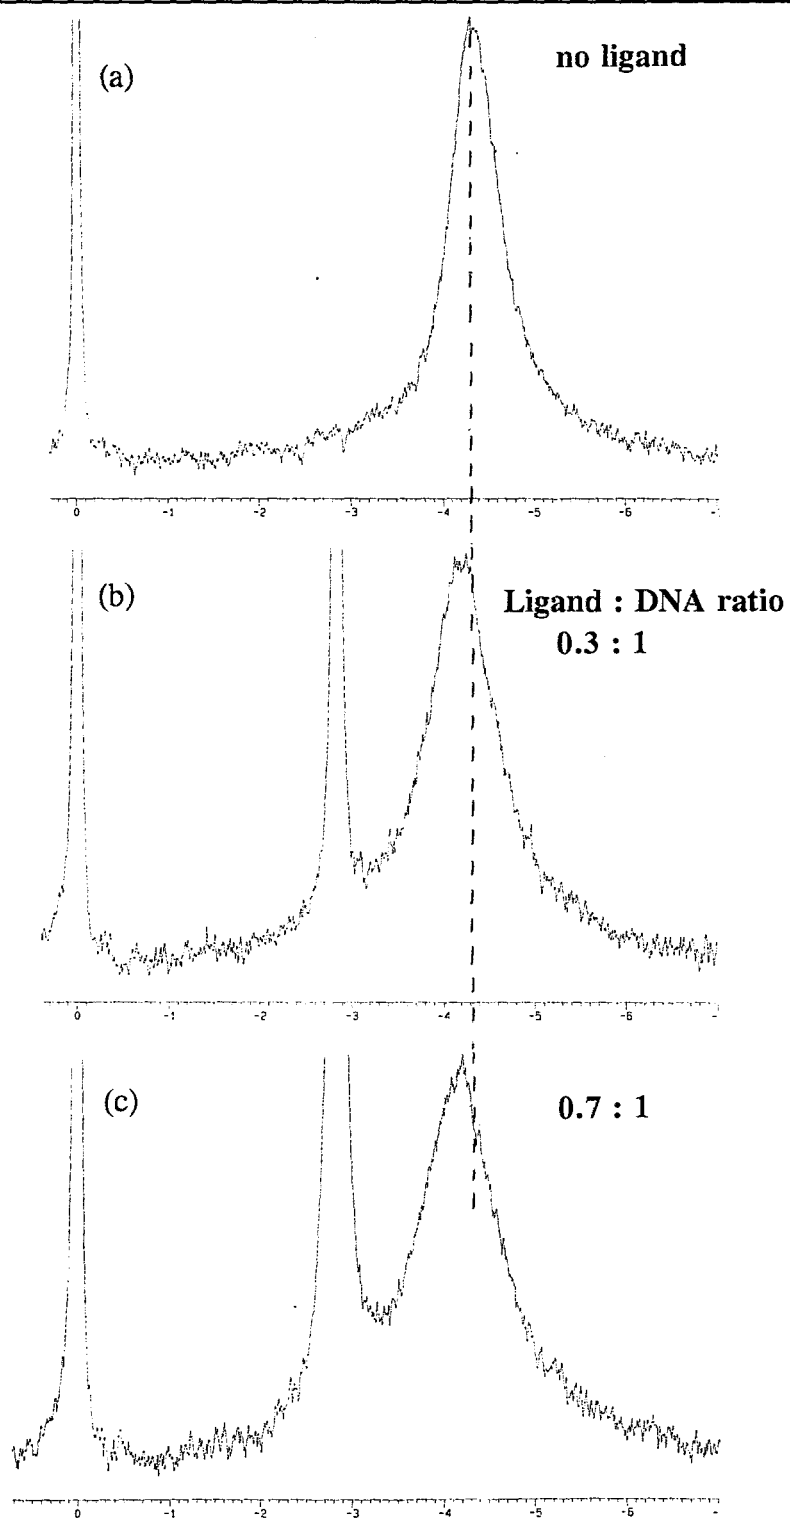 (a)
no ligand
0 -1 -2 -3 -4 -5 -6
(b)
Ligand : DNA ratio
0.3 : 1
0 -1 -2 -3 -4 -5 -6 -
(c)
0.7 : 1
0 -1 -2 -3 -4 -5 -6 -